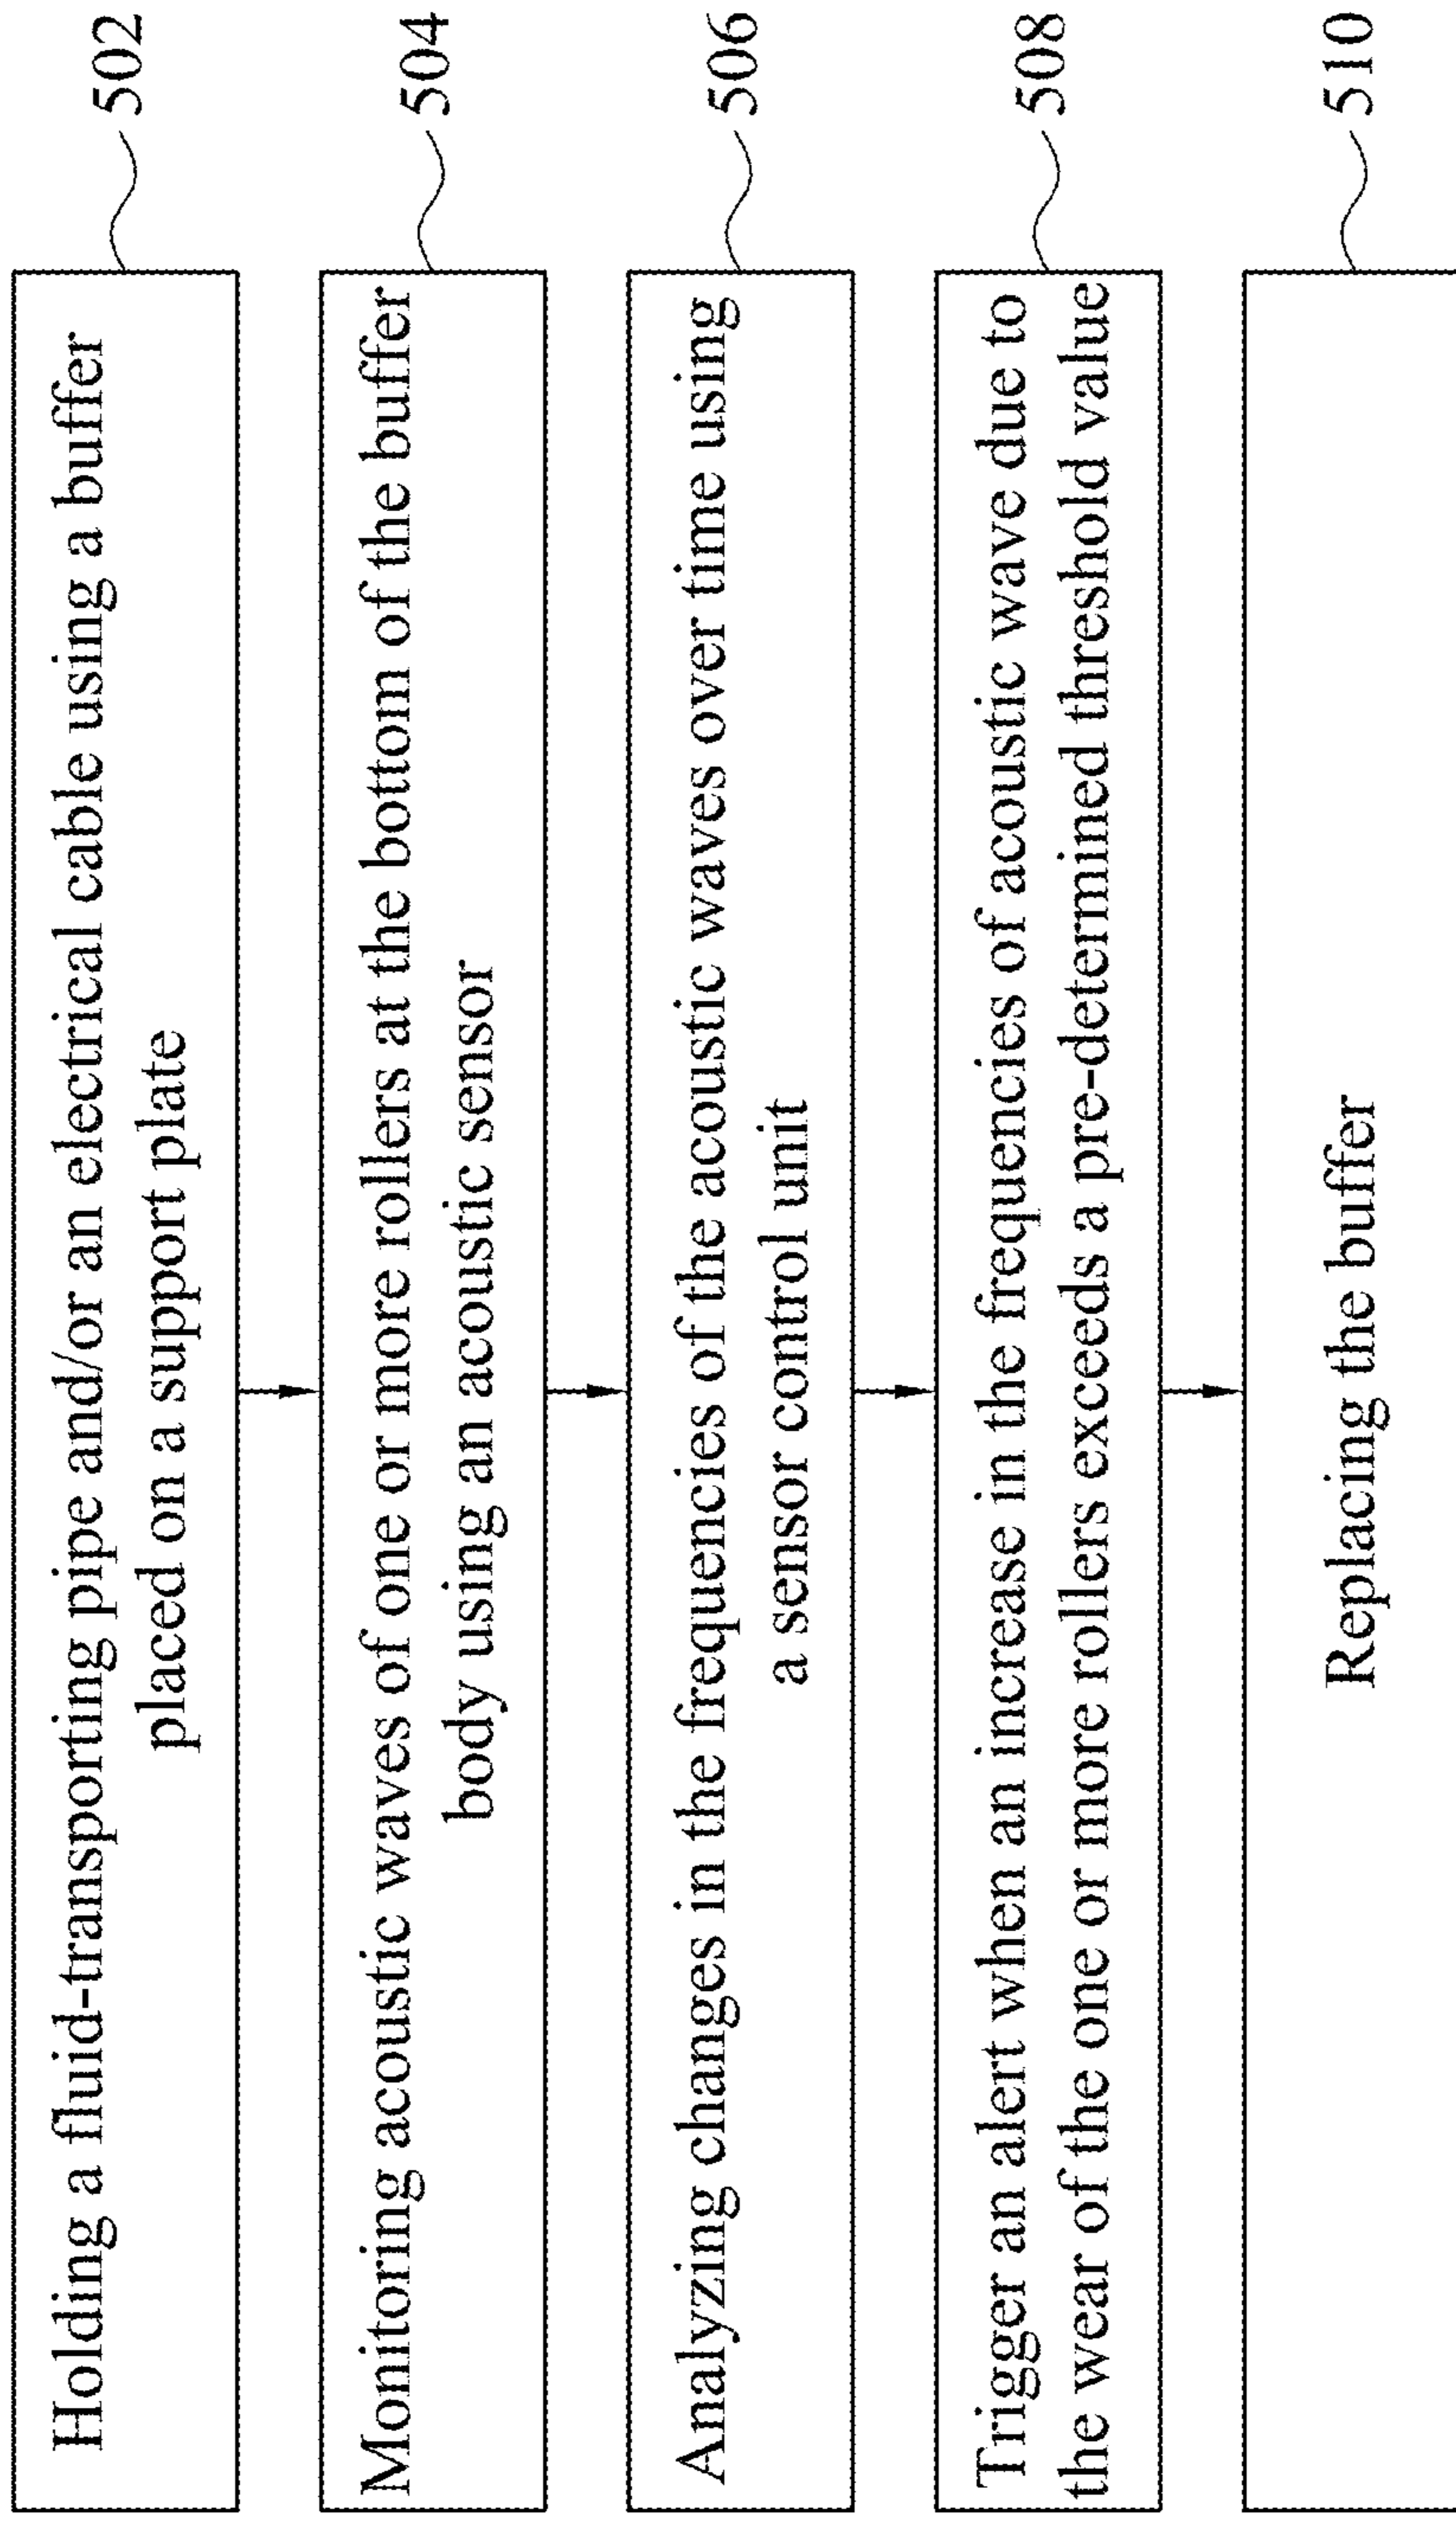 Holding a fluid-transporting pipe and/or an electrical cable using a buffer
placed on a support plate
502
Monitoring acoustic waves of one or more rollers at the bottom of the buffer
body using an acoustic sensor
504
Analyzing changes in the frequencies of the acoustic waves over time using
a sensor control unit
506
Trigger an alert when an increase in the frequencies of acoustic wave due to
the wear of the one or more rollers exceeds a pre-determined threshold value
508
Replacing the buffer
510